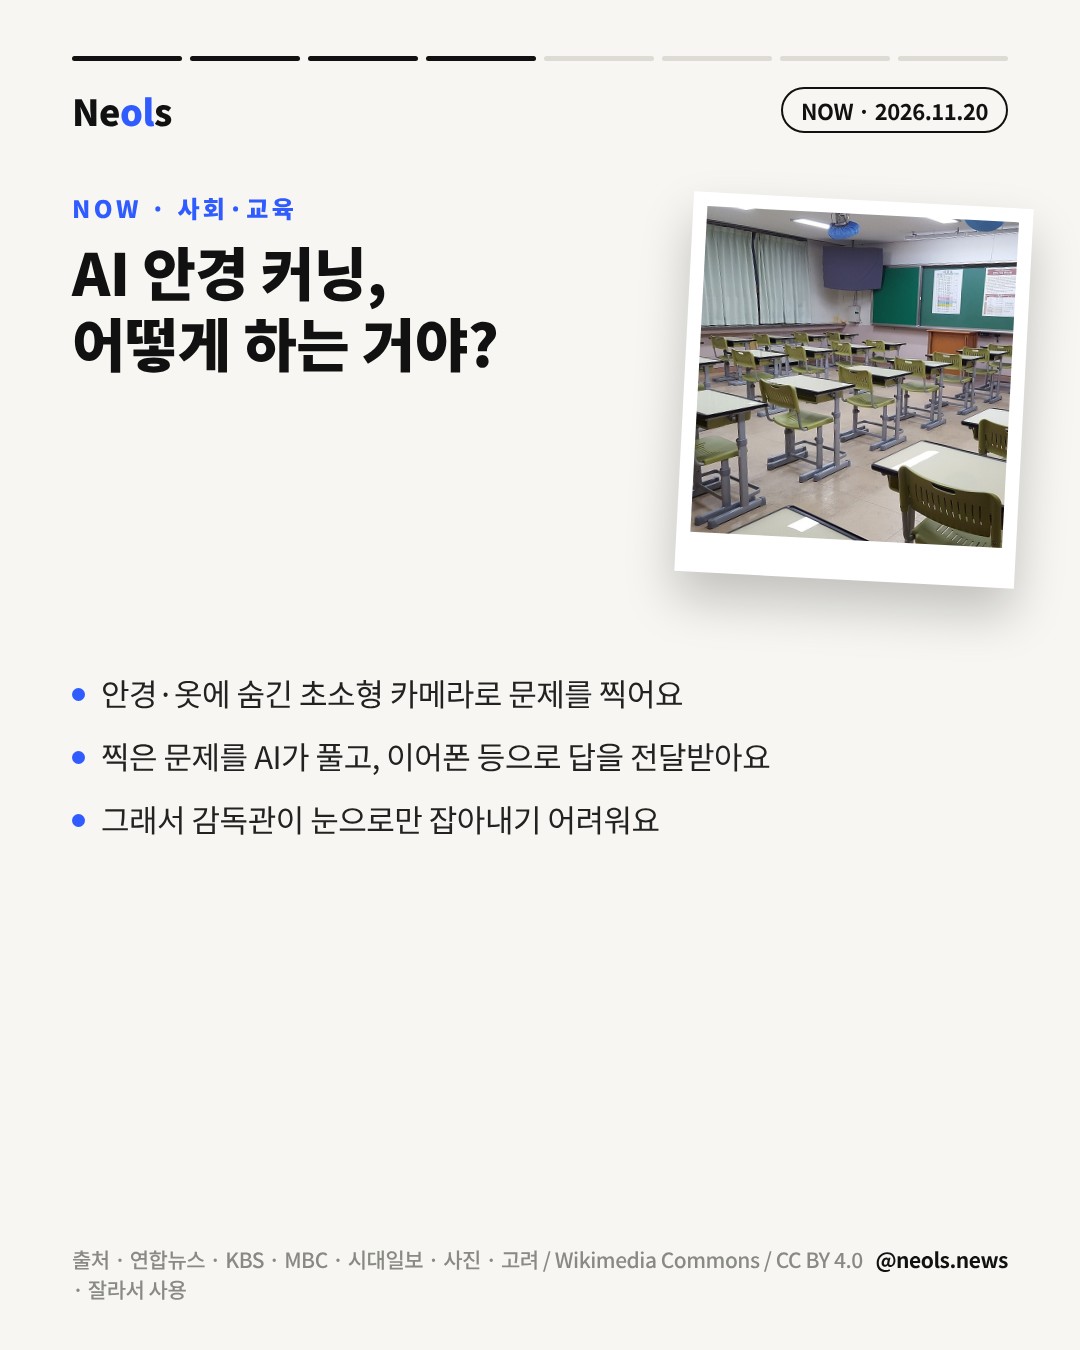 Neols
NOW · 2026.11.20
NOW · 사회·교육
AI 안경 커닝,
어떻게 하는 거야?
안경·옷에 숨긴 초소형 카메라로 문제를 찍어요
찍은 문제를 AI가 풀고, 이어폰 등으로 답을 전달받아요
그래서 감독관이 눈으로만 잡아내기 어려워요
출처 · 연합뉴스 · KBS · MBC · 시대일보 · 사진 · 고려 / Wikimedia Commons / CC BY 4.0
· 잘라서 사용
@neols.news